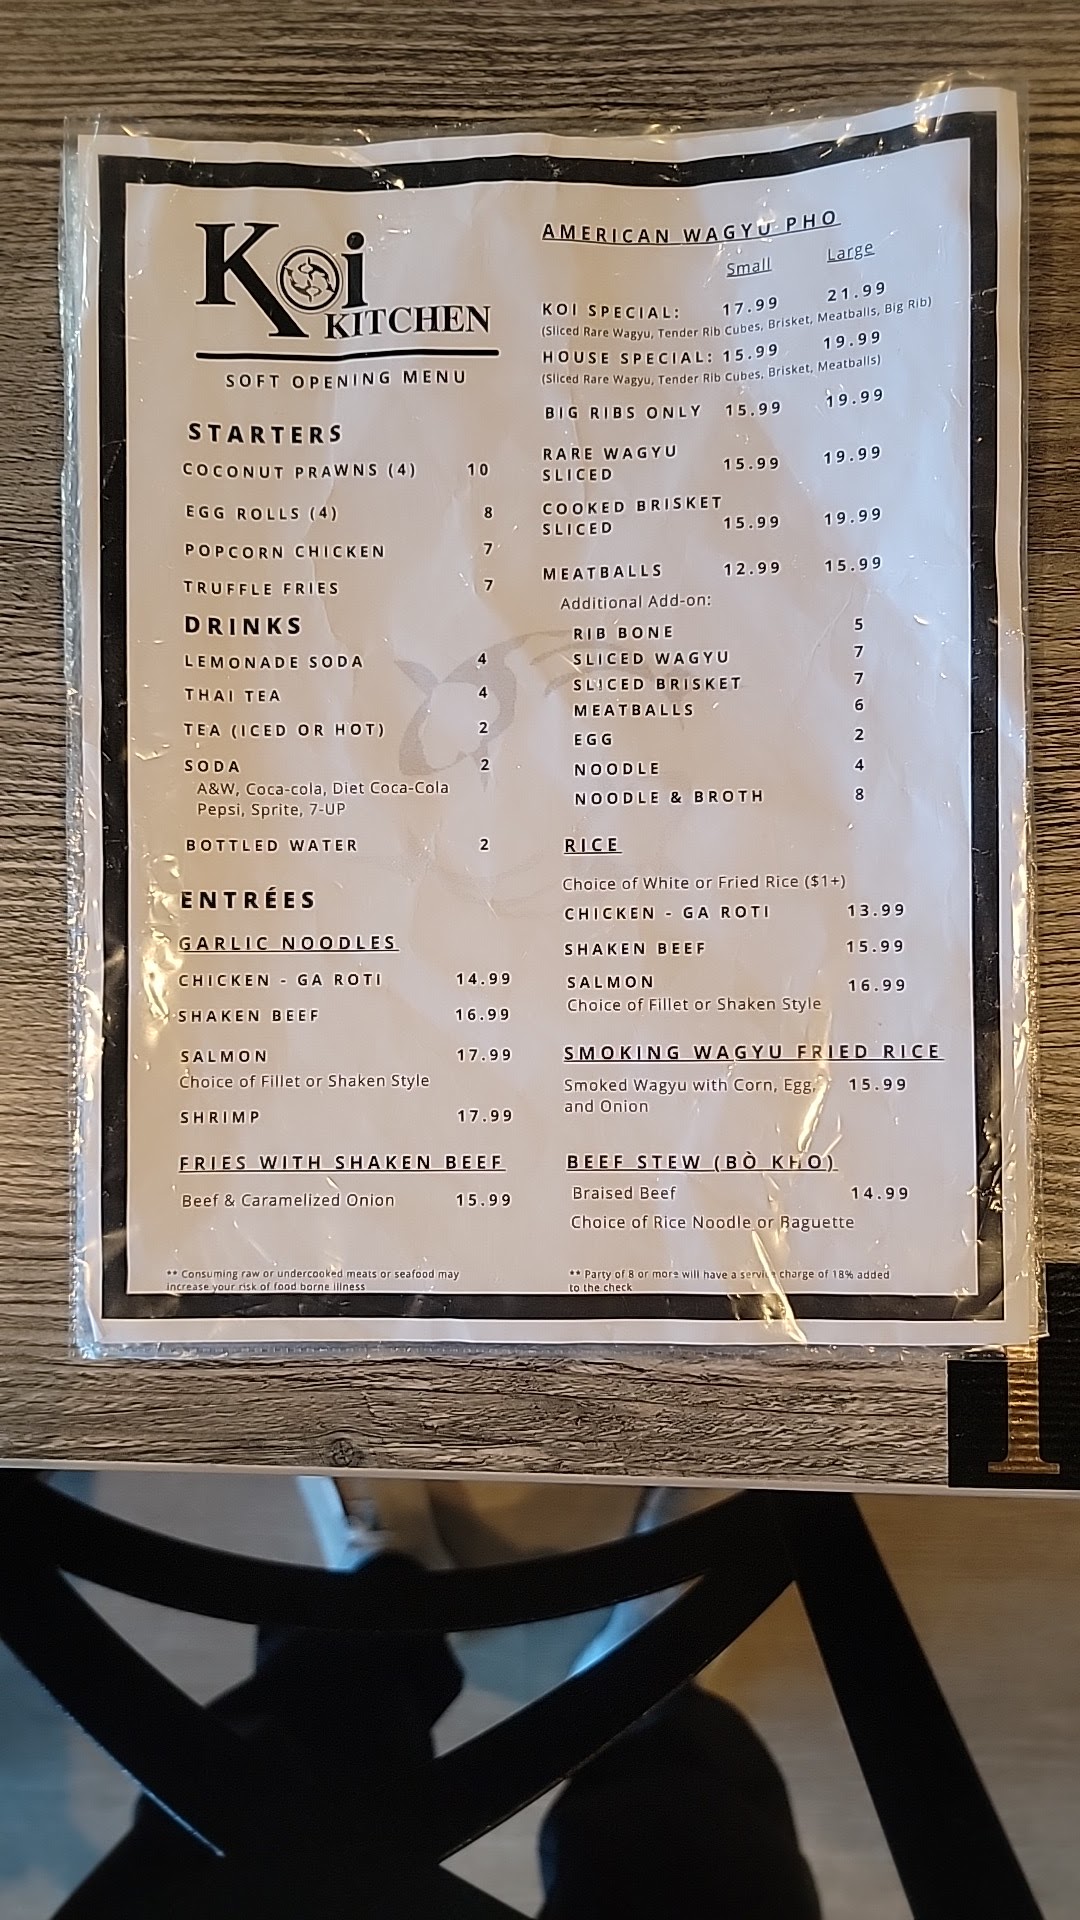 Koi
KITCHEN
SOFT OPENING MENU
STARTERS
COCONUT PRAWNS (4) 10
EGG ROLLS (4) 8
POPCORN CHICKEN 7
TRUFFLE FRIES 7
DRINKS
LEMONADE SODA 4
THAI TEA 4
TEA (ICED OR HOT) 2
SODA 2
A&W, Coca-cola, Diet Coca-Cola
Pepsi, Sprite, 7-UP
BOTTLED WATER 2
ENTRÉES
GARLIC NOODLES
CHICKEN - GA ROTI 14.99
SHAKEN BEEF 16.99
SALMON 17.99
Choice of Fillet or Shaken Style
SHRIMP 17.99
FRIES WITH SHAKEN BEEF
Beef & Caramelized Onion 15.99
** Consuming raw or undercooked meats or seafood may
increase your risk of food borne illness
AMERICAN WAGYU PHO
Small Large
KOI SPECIAL: 17.99 21.99
(Sliced Rare Wagyu, Tender Rib Cubes, Brisket, Meatballs, Big Rib)
HOUSE SPECIAL: 15.99 19.99
(Sliced Rare Wagyu, Tender Rib Cubes, Brisket, Meatballs)
BIG RIBS ONLY 15.99 19.99
RARE WAGYU
SLICED 15.99 19.99
COOKED BRISKET
SLICED 15.99 19.99
MEATBALLS 12.99 15.99
Additional Add-on:
RIB BONE 5
SLICED WAGYU 7
SLICED BRISKET 7
MEATBALLS 6
EGG 2
NOODLE 4
NOODLE & BROTH 8
RICE
Choice of White or Fried Rice ($1+)
CHICKEN - GA ROTI 13.99
SHAKEN BEEF 15.99
SALMON 16.99
Choice of Fillet or Shaken Style
SMOKING WAGYU FRIED RICE
Smoked Wagyu with Corn, Egg, 15.99
and Onion
BEEF STEW (BÒ KHO)
Braised Beef 14.99
Choice of Rice Noodle or Baguette
** Party of 8 or more will have a service charge of 18% added
to the check
1